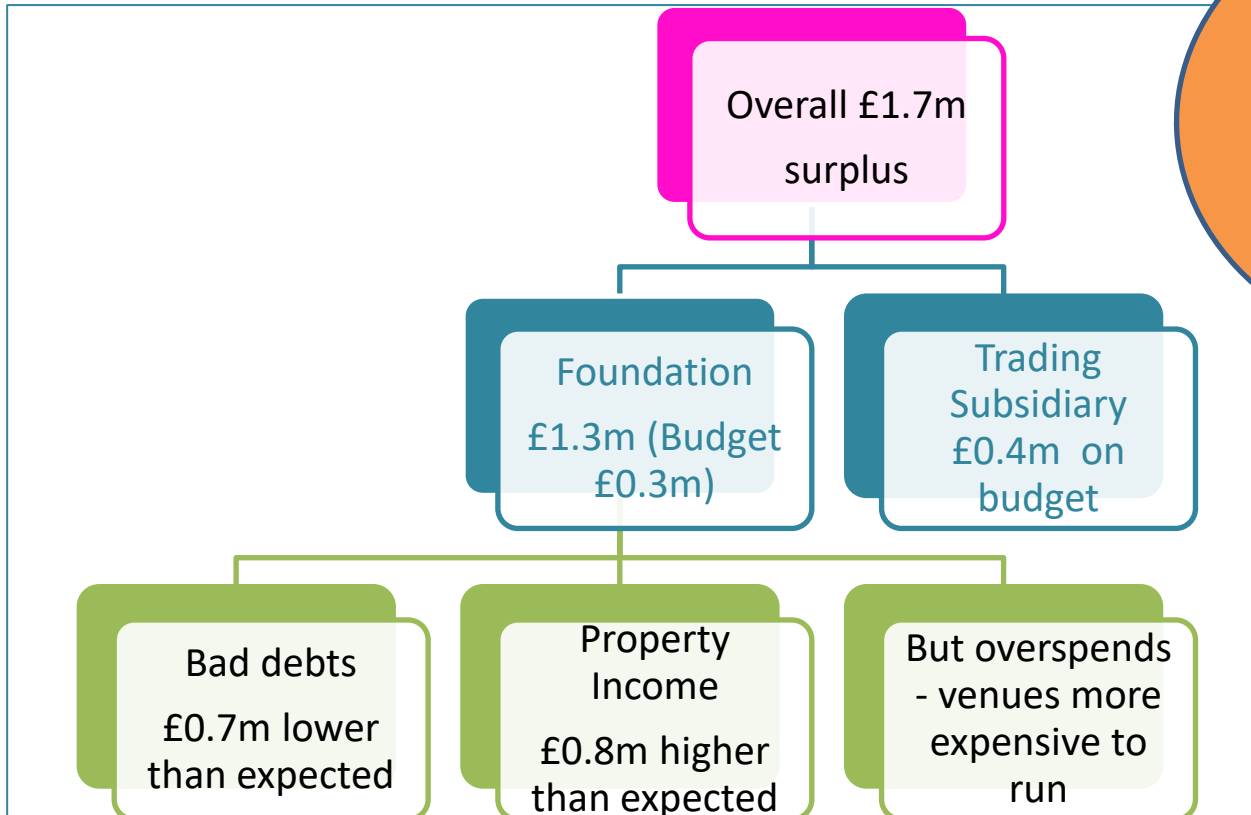 Overall £1.7m
surplus
Foundation
£1.3m (Budget
£0.3m)
Trading
Subsidiary
£0.4m on
budget
Bad debts
£0.7m lower
than expected
Property
Income
£0.8m higher
than expected
But overspends
- venues more
expensive to
run